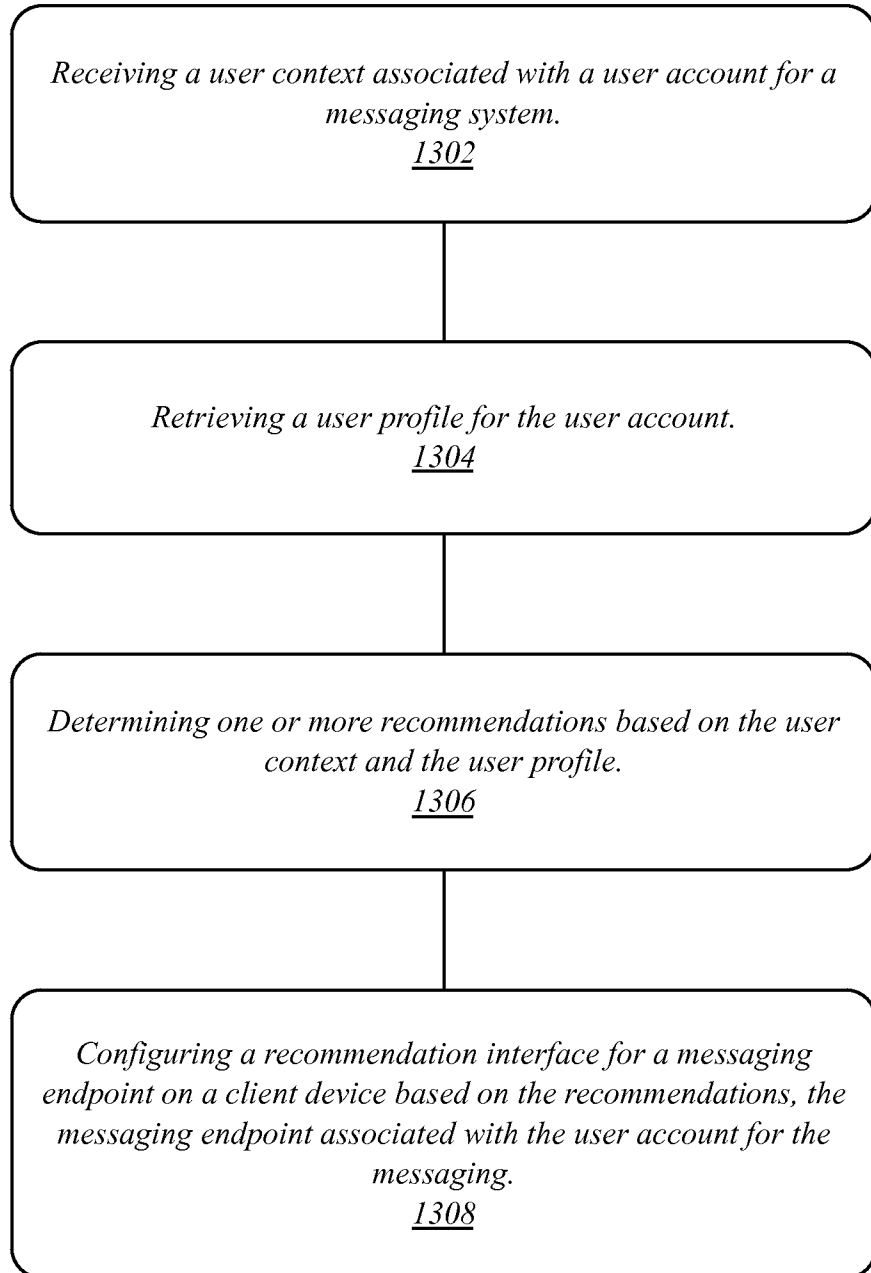 Receiving a user context associated with a user account for a
messaging system.
1302
Retrieving a user profile for the user account.
1304
Determining one or more recommendations based on the user
context and the user profile.
1306
Configuring a recommendation interface for a messaging
endpoint on a client device based on the recommendations, the
messaging endpoint associated with the user account for the
messaging.
1308